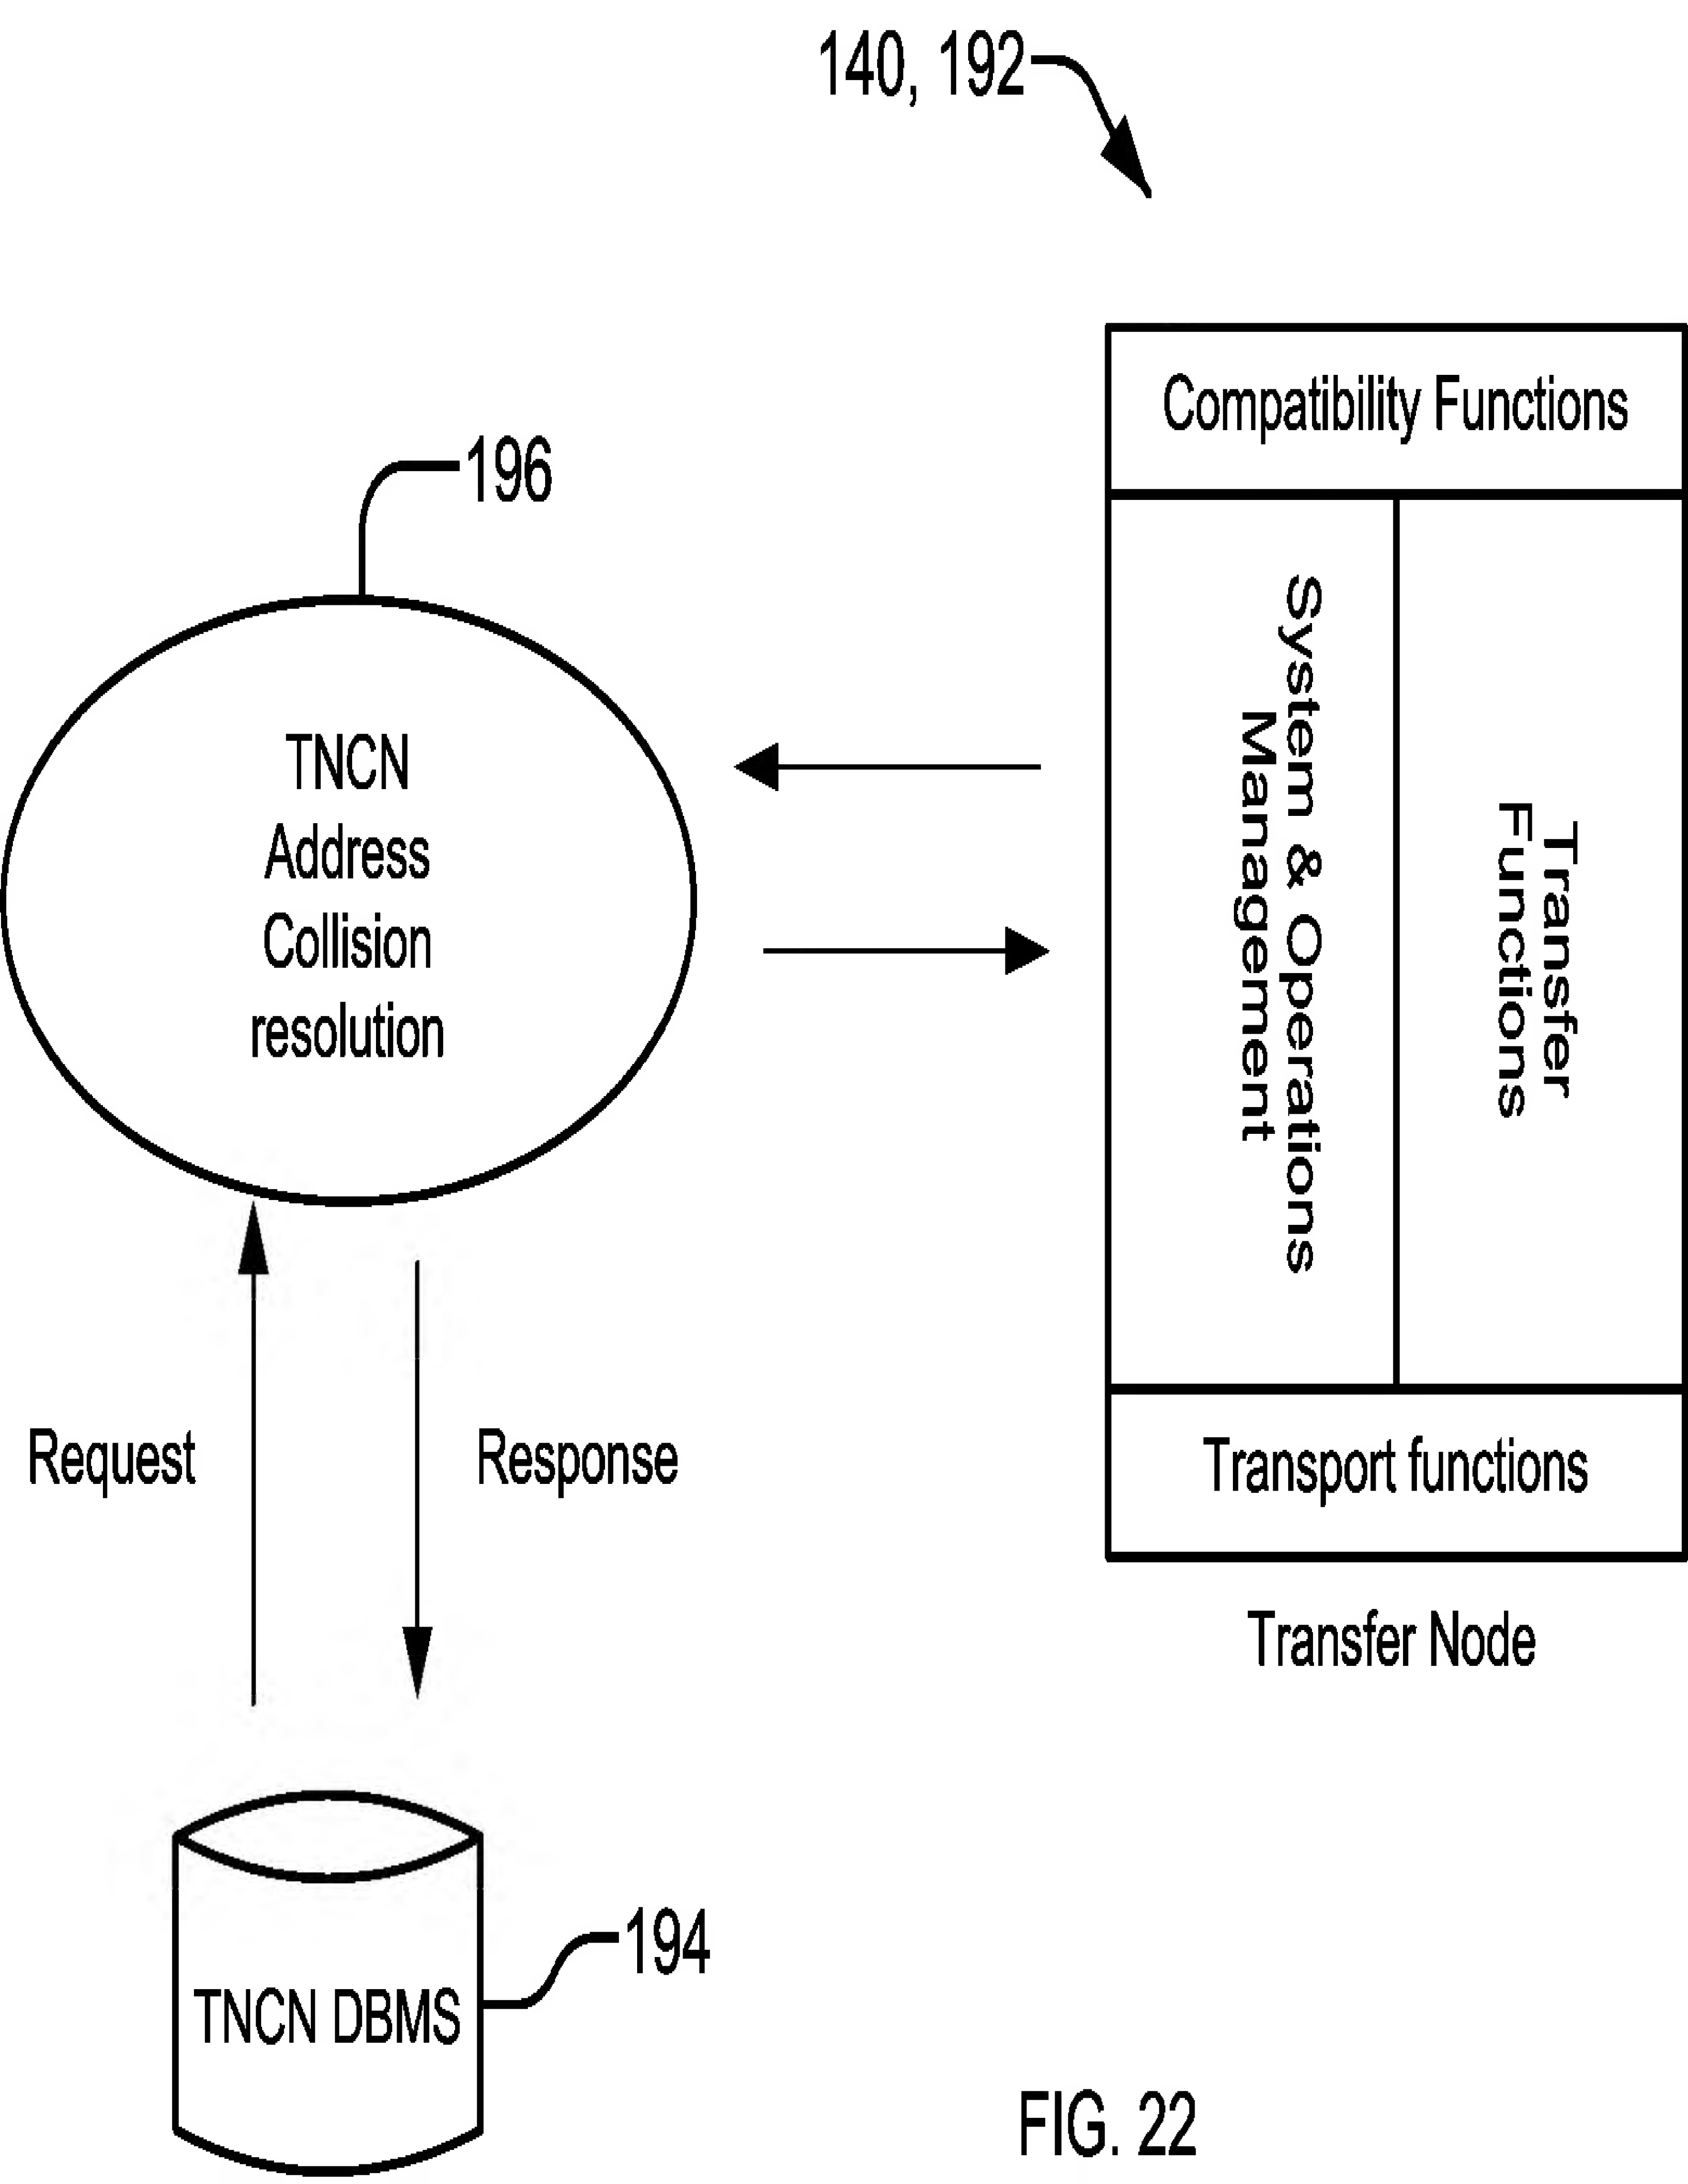 140, 192
Compatibility Functions
196
System & Operations
Management
Transfer
Functions
TNCN
Address
Collision
resolution
Request
Response
Transport functions
Transfer Node
194
TNCN DBMS
FIG. 22